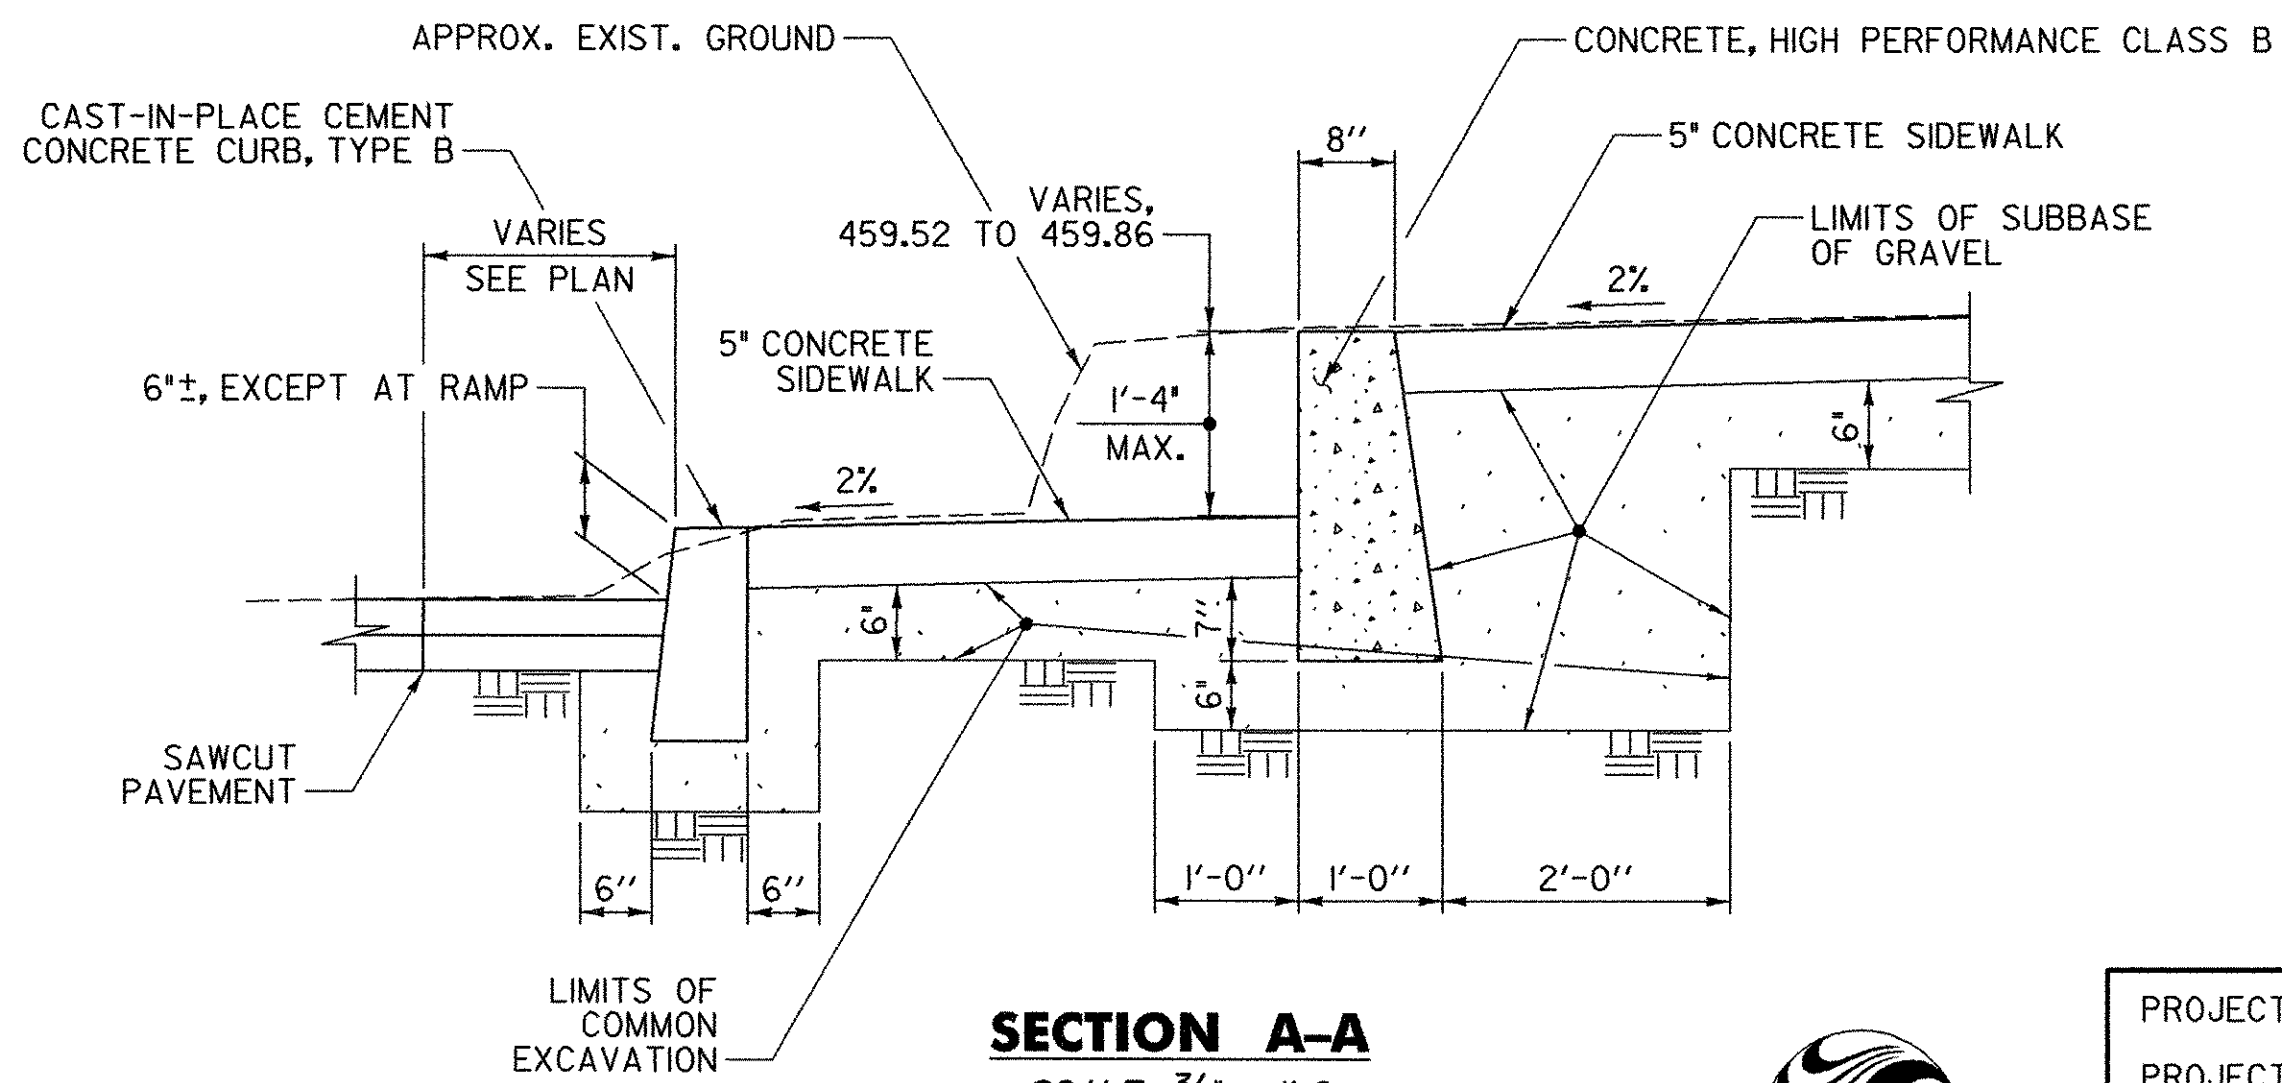 APPROX. EXIST. GROUND
CONCRETE, HIGH PERFORMANCE CLASS B
CAST-IN-PLACE CEMENT
CONCRETE CURB, TYPE B
8''
5" CONCRETE SIDEWALK
VARIES
SEE PLAN
VARIES,
459.52 TO 459.86
LIMITS OF SUBBASE
OF GRAVEL
2%
5" CONCRETE
SIDEWALK
6"±, EXCEPT AT RAMP
1'-4"
MAX.
6"
2%
6"
7''
6"
SAWCUT
PAVEMENT
6''
6''
1'-0''
1'-0''
2'-0''
LIMITS OF
COMMON
EXCAVATION
SECTION A-A
PROJECT
PROJECT